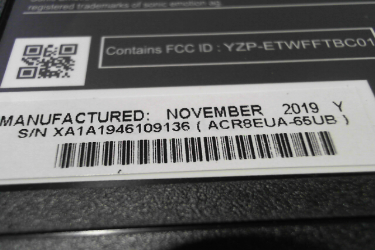 registered trademarks of sonic emotion ag.
Contains FCC ID : YZP-ETWFFTBC01
MANUFACTURED: NOVEMBER 2019 Y
S/N XA1A1946109136 ( ACR8EUA-65UB )